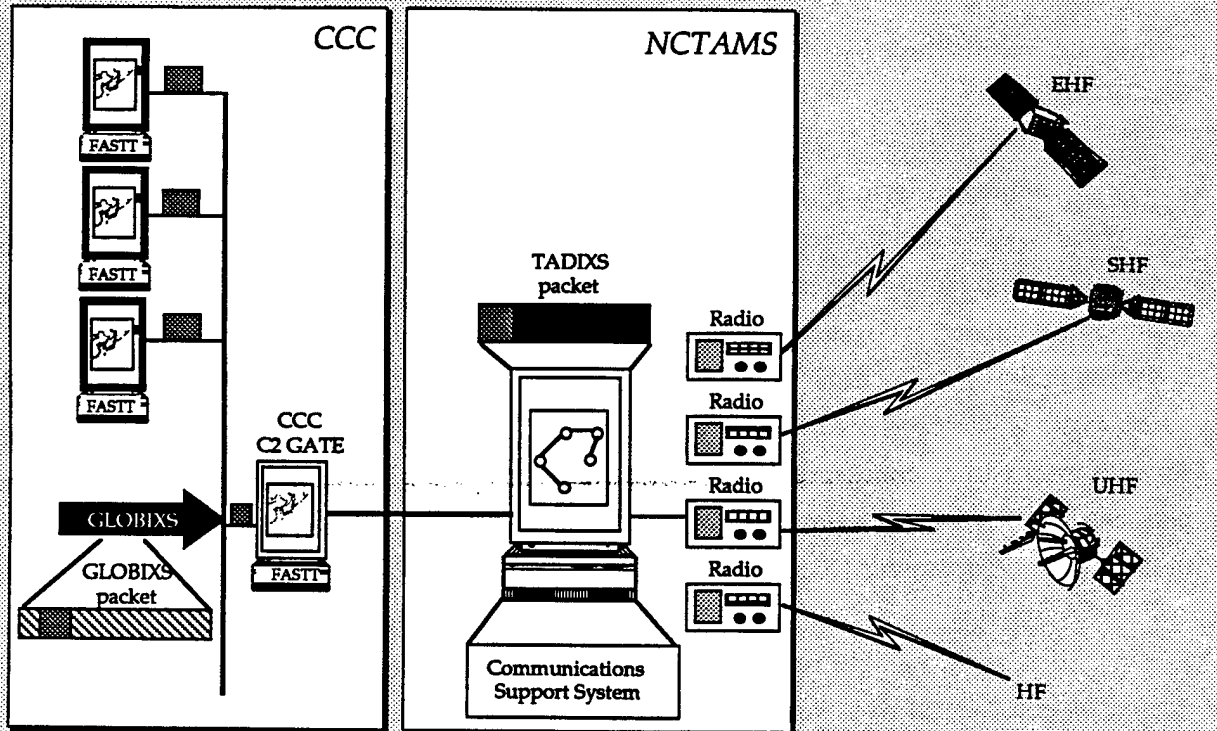 CCC
FASTT
FASTT
FASTT
CCC
C2 GATE
FASTT
GLOBIXS
GLOBIXS
packet
NCTAMS
TADIXS
packet
Communications
Support System
Radio
Radio
Radio
Radio
EHF
SHF
UHF
HF